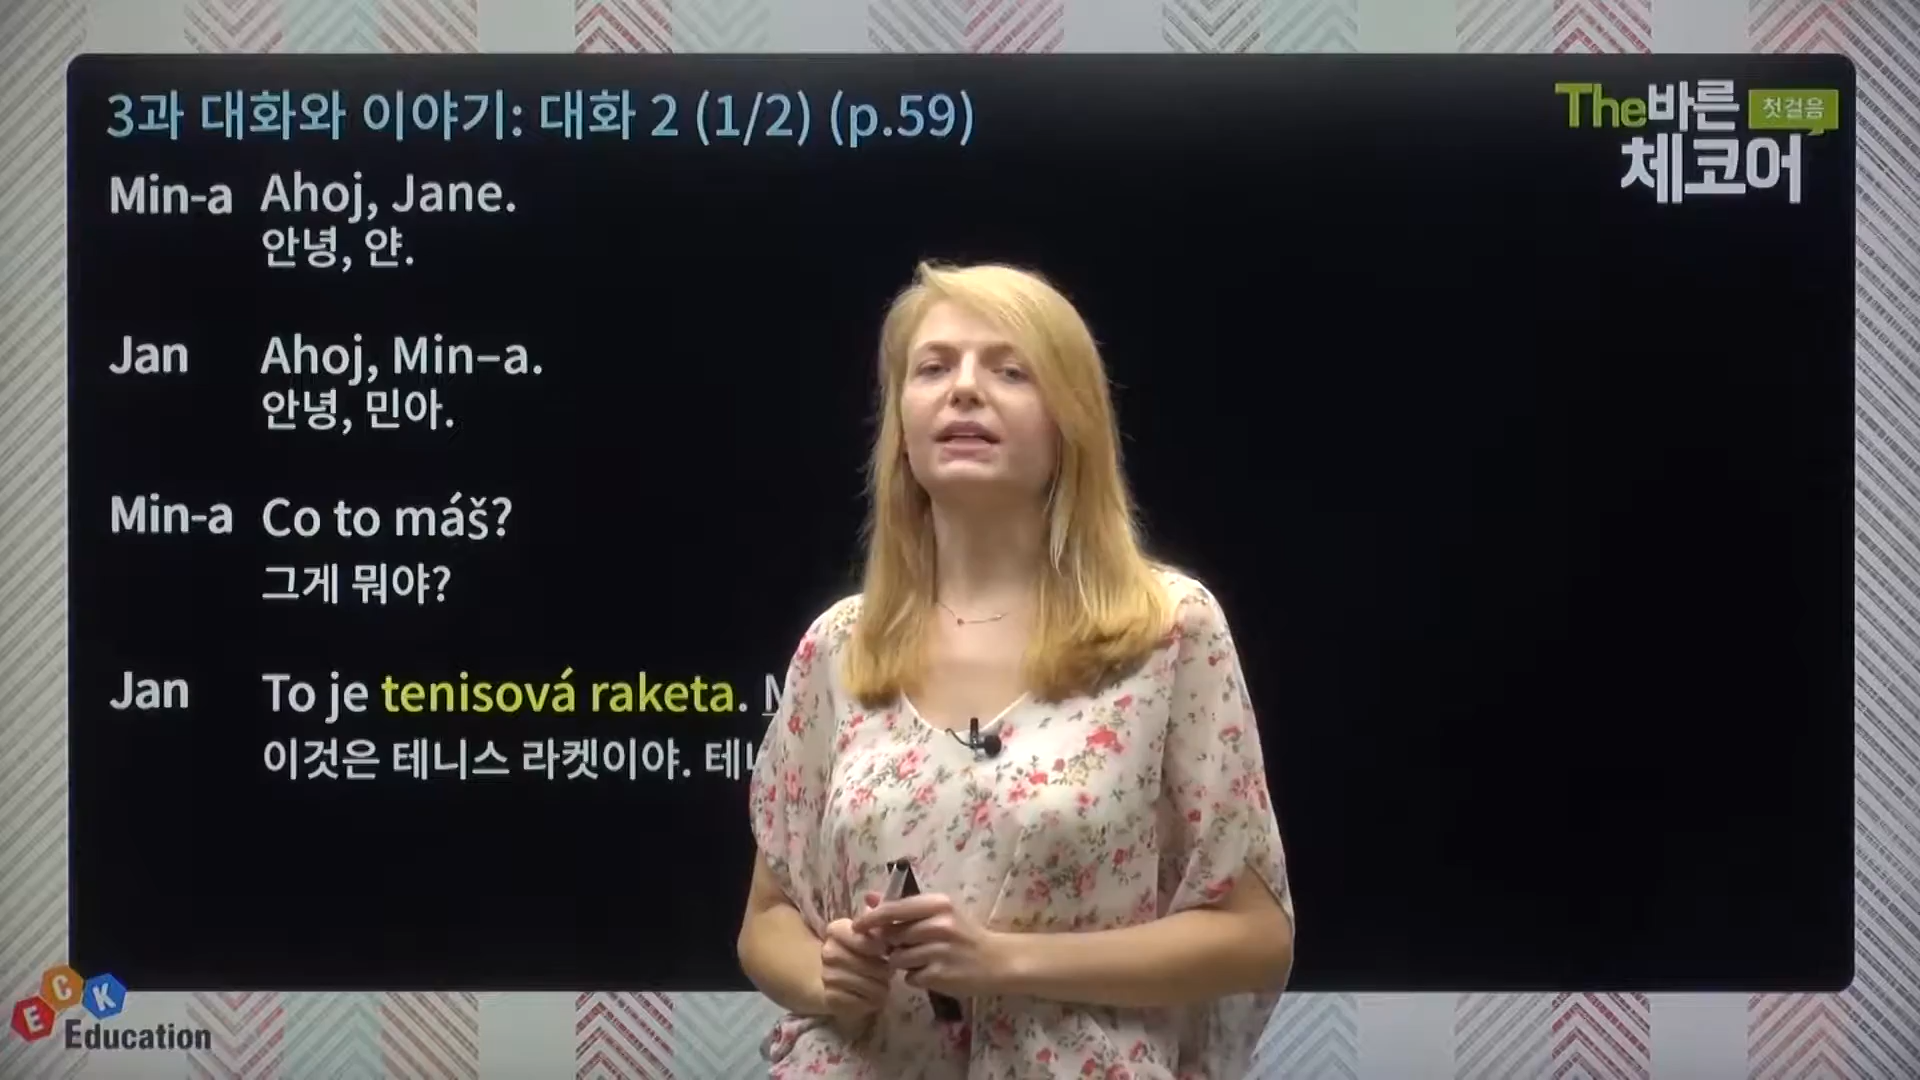 3과 대화와 이야기: 대화 2 (1/2) (p.59)
The바른 첫걸음
체코어
Min-a Ahoj, Jane.
안녕, 얀.
Jan Ahoj, Min–a.
안녕, 민아.
Min-a Co to máš?
그게 뭐야?
Jan To je tenisová raketa.
이것은 테니스 라켓이야.
ECK
Education